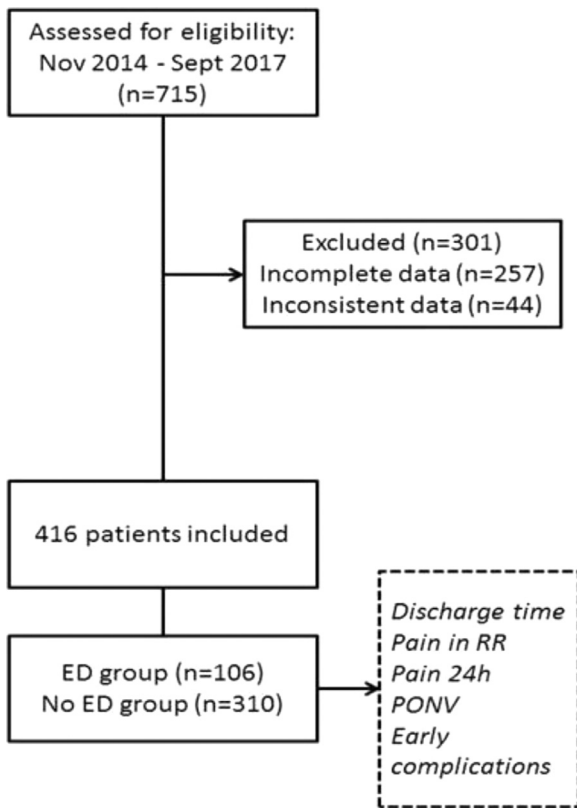 Assessed for eligibility:
Nov 2014 - Sept 2017
(n=715)
Excluded (n=301)
Incomplete data (n=257)
Inconsistent data (n=44)
416 patients included
ED group (n=106)
No ED group (n=310)
Discharge time
Pain in RR
Pain 24h
PONV
Early
complications